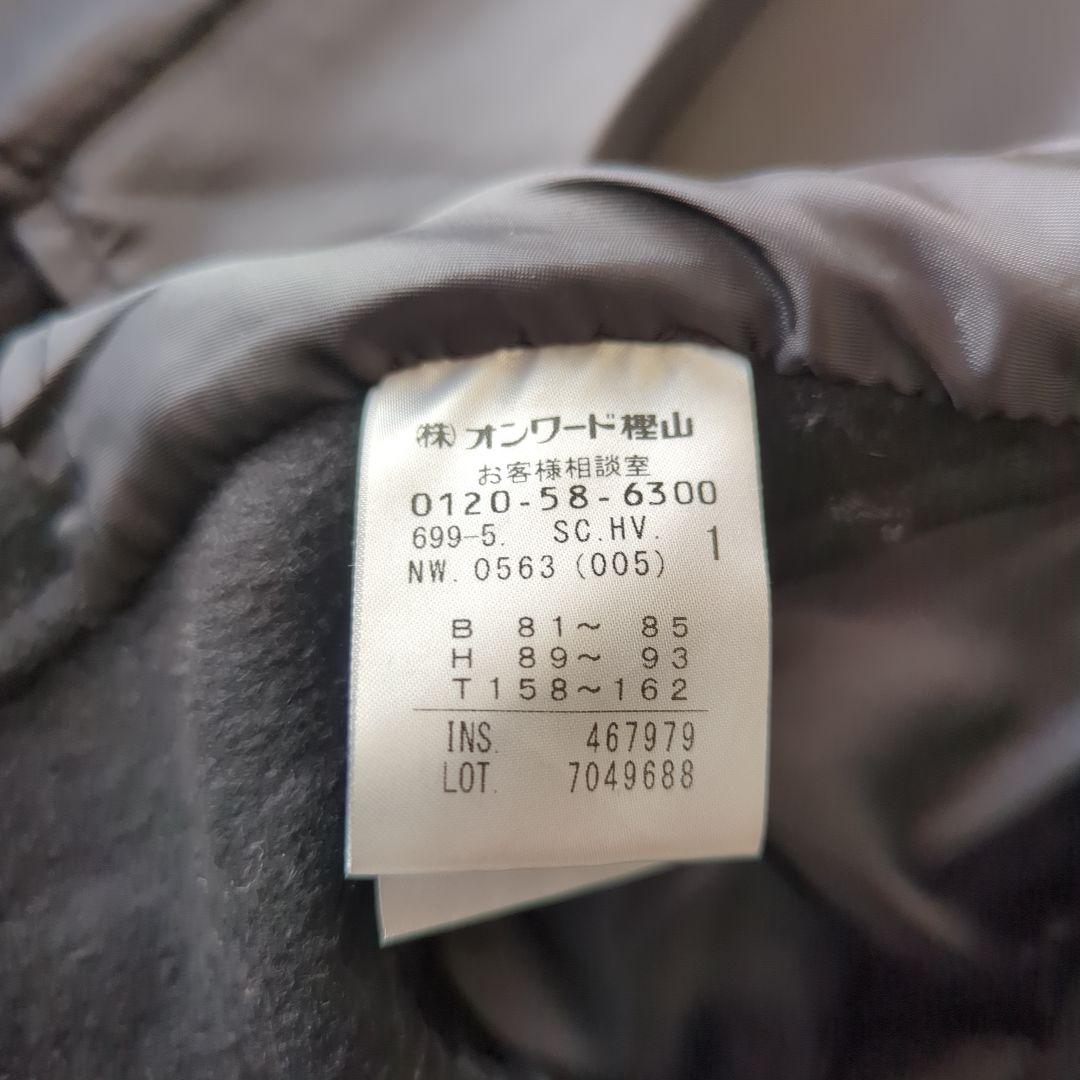 (株)オンワード樫山
お客様相談室
0120-58-6300
699-5. SC.HV. 1
NW. 0563 (005)
B 81~ 85
H 89~ 93
T158~162
INS. 467979
LOT. 7049688